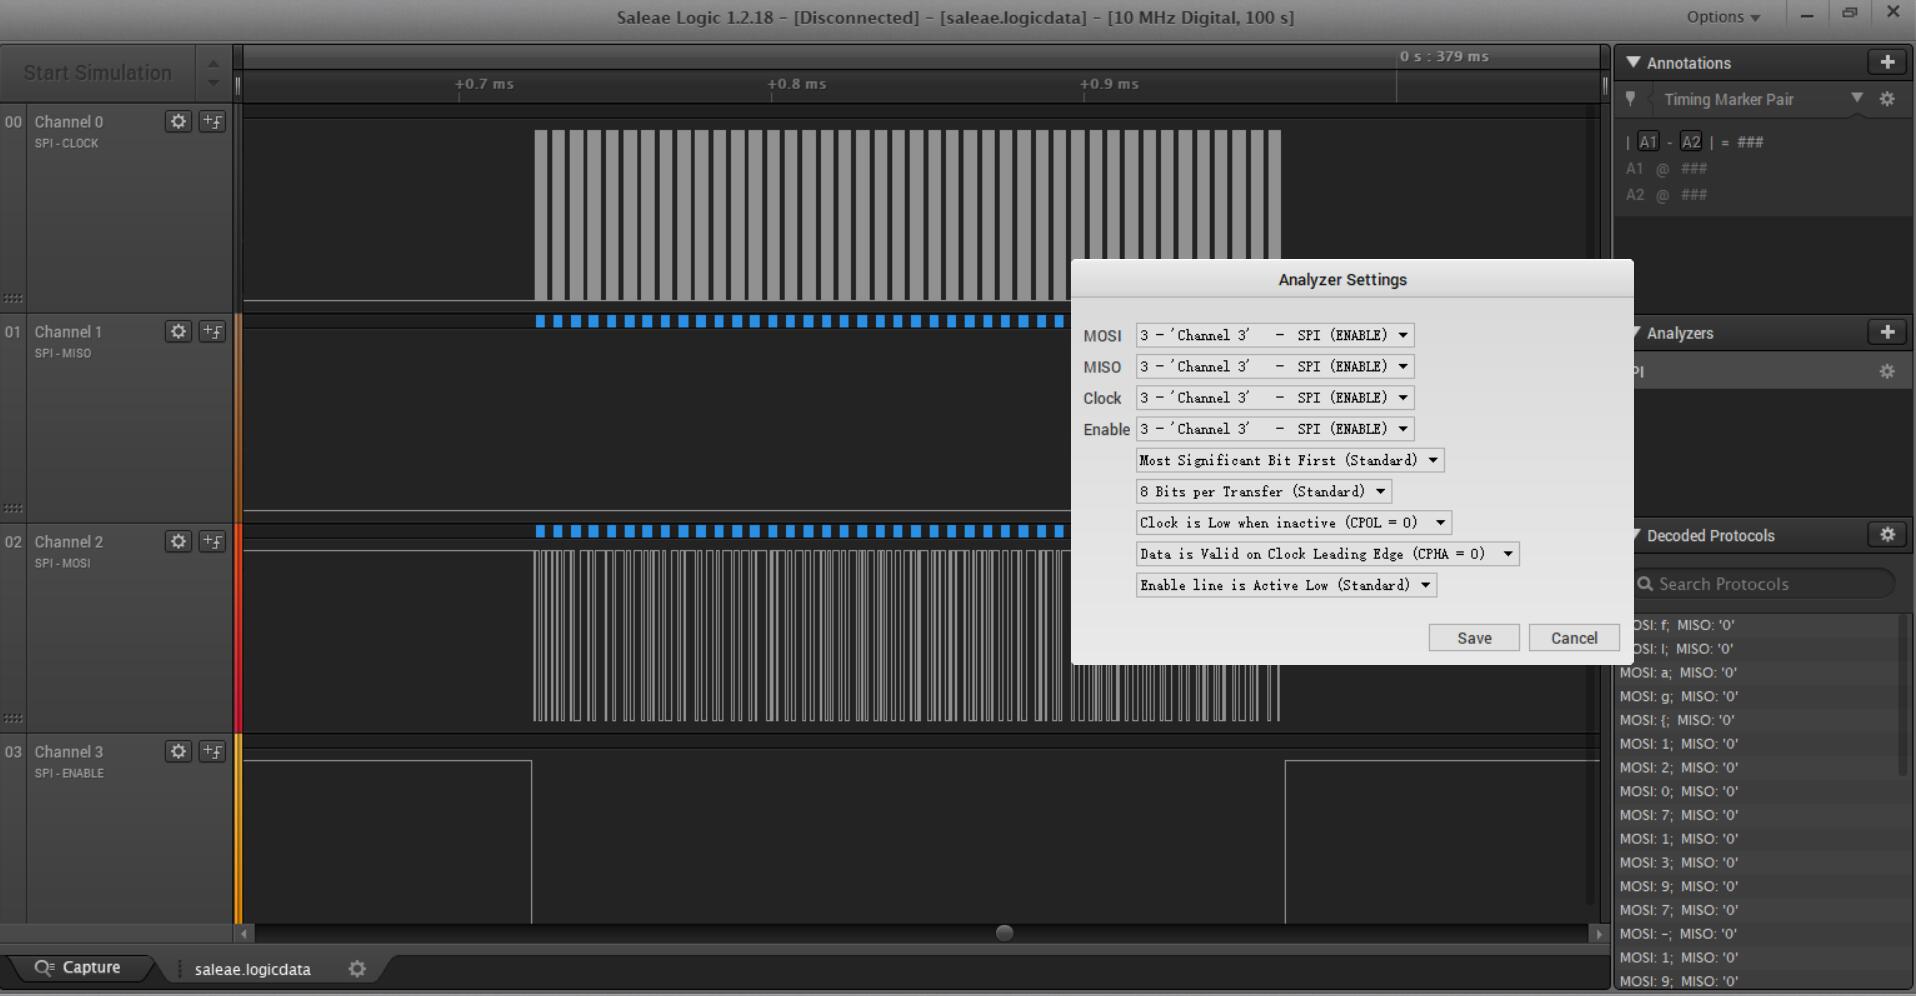 Saleae Logic 1.2.18 - [Disconnected] - [saleae.logicdata] - [10 MHz Digital, 100 s]
Options
Start Simulation
0 s : 379 ms
+0.7 ms
+0.8 ms
+0.9 ms
00 Channel 0
SPI - CLOCK
01 Channel 1
SPI - MISO
02 Channel 2
SPI - MOSI
03 Channel 3
SPI - ENABLE
Analyzer Settings
MOSI 3 - 'Channel 3' - SPI (ENABLE)
MISO 3 - 'Channel 3' - SPI (ENABLE)
Clock 3 - 'Channel 3' - SPI (ENABLE)
Enable 3 - 'Channel 3' - SPI (ENABLE)
Most Significant Bit First (Standard)
8 Bits per Transfer (Standard)
Clock is Low when inactive (CPOL = 0)
Data is Valid on Clock Leading Edge (CPHA = 0)
Enable line is Active Low (Standard)
Save Cancel
Annotations
Timing Marker Pair
| A1 - A2 | = ###
A1 @ ###
A2 @ ###
Analyzers
PI
Decoded Protocols
Search Protocols
OSI: f; MISO: '0'
OSI: l; MISO: '0'
MOSI: a; MISO: '0'
MOSI: g; MISO: '0'
MOSI: {; MISO: '0'
MOSI: 1; MISO: '0'
MOSI: 2; MISO: '0'
MOSI: 0; MISO: '0'
MOSI: 7; MISO: '0'
MOSI: 1; MISO: '0'
MOSI: 3; MISO: '0'
MOSI: 9; MISO: '0'
MOSI: 7; MISO: '0'
MOSI: -; MISO: '0'
MOSI: 1; MISO: '0'
MOSI: 9; MISO: '0'
Capture
saleae.logicdata